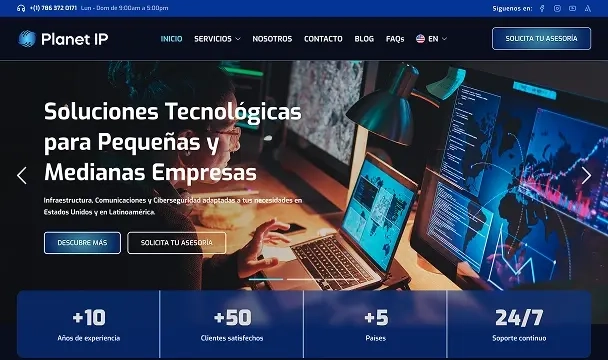 +(1) 786 372 0171 Lun - Dom de 9:00am a 5:00pm
Síguenos en:
Planet IP
INICIO SERVICIOS NOSOTROS CONTACTO BLOG FAQs EN
SOLICITA TU ASESORÍA
Soluciones Tecnológicas
para Pequeñas y
Medianas Empresas
Infraestructura, Comunicaciones y Ciberseguridad adaptadas a tus necesidades en
Estados Unidos y en Latinoamérica.
DESCUBRE MÁS SOLICITA TU ASESORÍA
+10 +50 +5 24/7
Años de experiencia Clientes satisfechos Países Soporte continuo